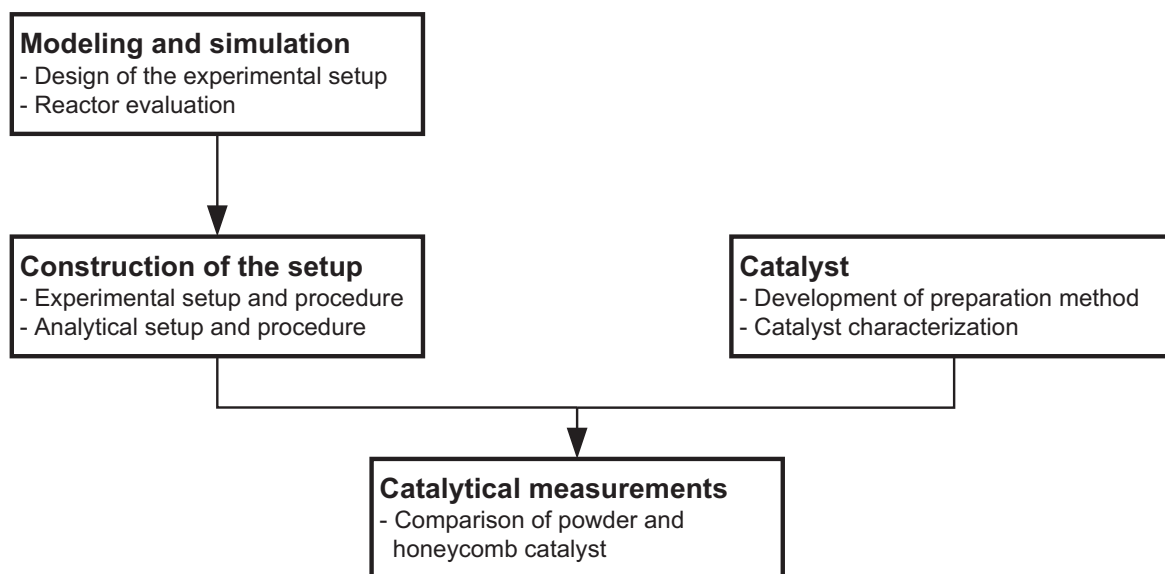 Modeling and simulation
- Design of the experimental setup
- Reactor evaluation
Construction of the setup
- Experimental setup and procedure
- Analytical setup and procedure
Catalyst
- Development of preparation method
- Catalyst characterization
Catalytical measurements
- Comparison of powder and
honeycomb catalyst